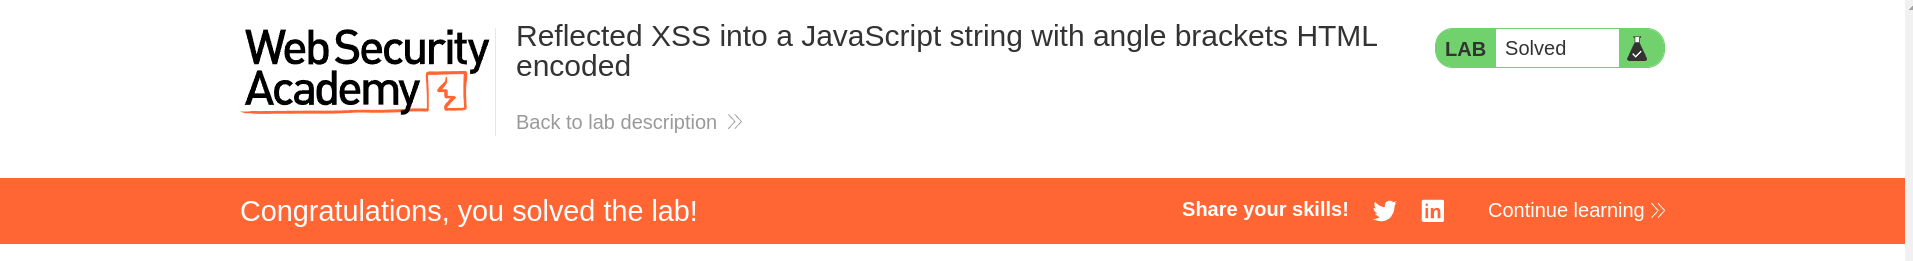 Web Security
Academy
Reflected XSS into a JavaScript string with angle brackets HTML
encoded
Back to lab description
LAB Solved
Congratulations, you solved the lab!
Share your skills!
Continue learning